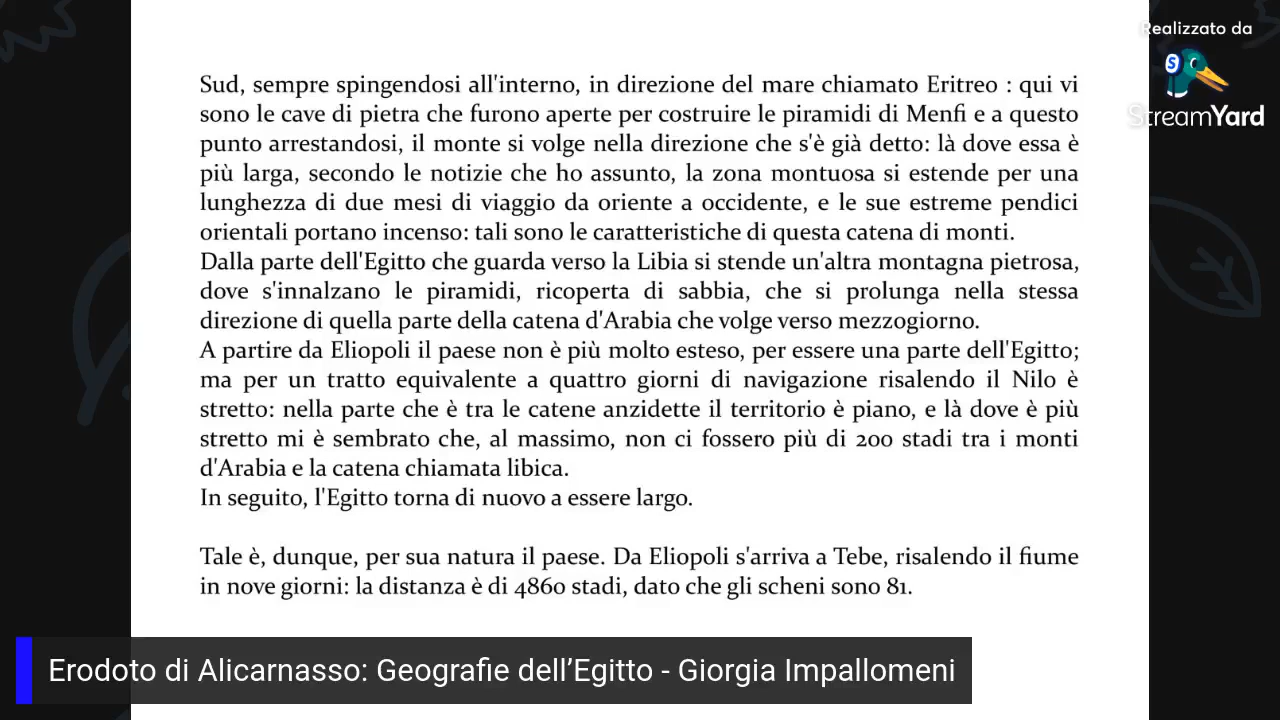 Realizzato da
StreamYard
Sud, sempre spingendosi all'interno, in direzione del mare chiamato Eritreo : qui vi
sono le cave di pietra che furono aperte per costruire le piramidi di Menfi e a questo
punto arrestandosi, il monte si volge nella direzione che s'è già detto: là dove essa è
più larga, secondo le notizie che ho assunto, la zona montuosa si estende per una
lunghezza di due mesi di viaggio da oriente a occidente, e le sue estreme pendici
orientali portano incenso: tali sono le caratteristiche di questa catena di monti.
Dalla parte dell'Egitto che guarda verso la Libia si stende un'altra montagna pietrosa,
dove s'innalzano le piramidi, ricoperta di sabbia, che si prolunga nella stessa
direzione di quella parte della catena d'Arabia che volge verso mezzogiorno.
A partire da Eliopoli il paese non è più molto esteso, per essere una parte dell'Egitto;
ma per un tratto equivalente a quattro giorni di navigazione risalendo il Nilo è
stretto: nella parte che è tra le catene anzidette il territorio è piano, e là dove è più
stretto mi è sembrato che, al massimo, non ci fossero più di 200 stadi tra i monti
d'Arabia e la catena chiamata libica.
In seguito, l'Egitto torna di nuovo a essere largo.
Tale è, dunque, per sua natura il paese. Da Eliopoli s'arriva a Tebe, risalendo il fiume
in nove giorni: la distanza è di 4860 stadi, dato che gli scheni sono 81.
Erodoto di Alicarnasso: Geografie dell’Egitto - Giorgia Impallomeni